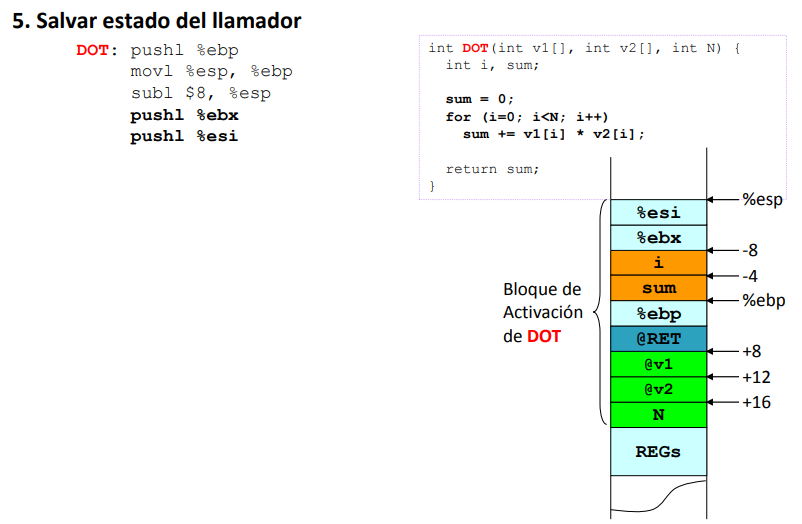 5. Salvar estado del llamador
DOT: pushl %ebp
movl %esp, %ebp
subl $8, %esp
pushl %ebx
pushl %esi
int DOT(int v1[], int v2[], int N) {
int i, sum;
sum = 0;
for (i=0; i<N; i++)
sum += v1[i] * v2[i];
return sum;
}
%esi
%ebx
i
sum
%ebp
@RET
@v1
@v2
N
REGs
%esp
-8
-4
%ebp
+8
+12
+16
Bloque de
Activación
de DOT